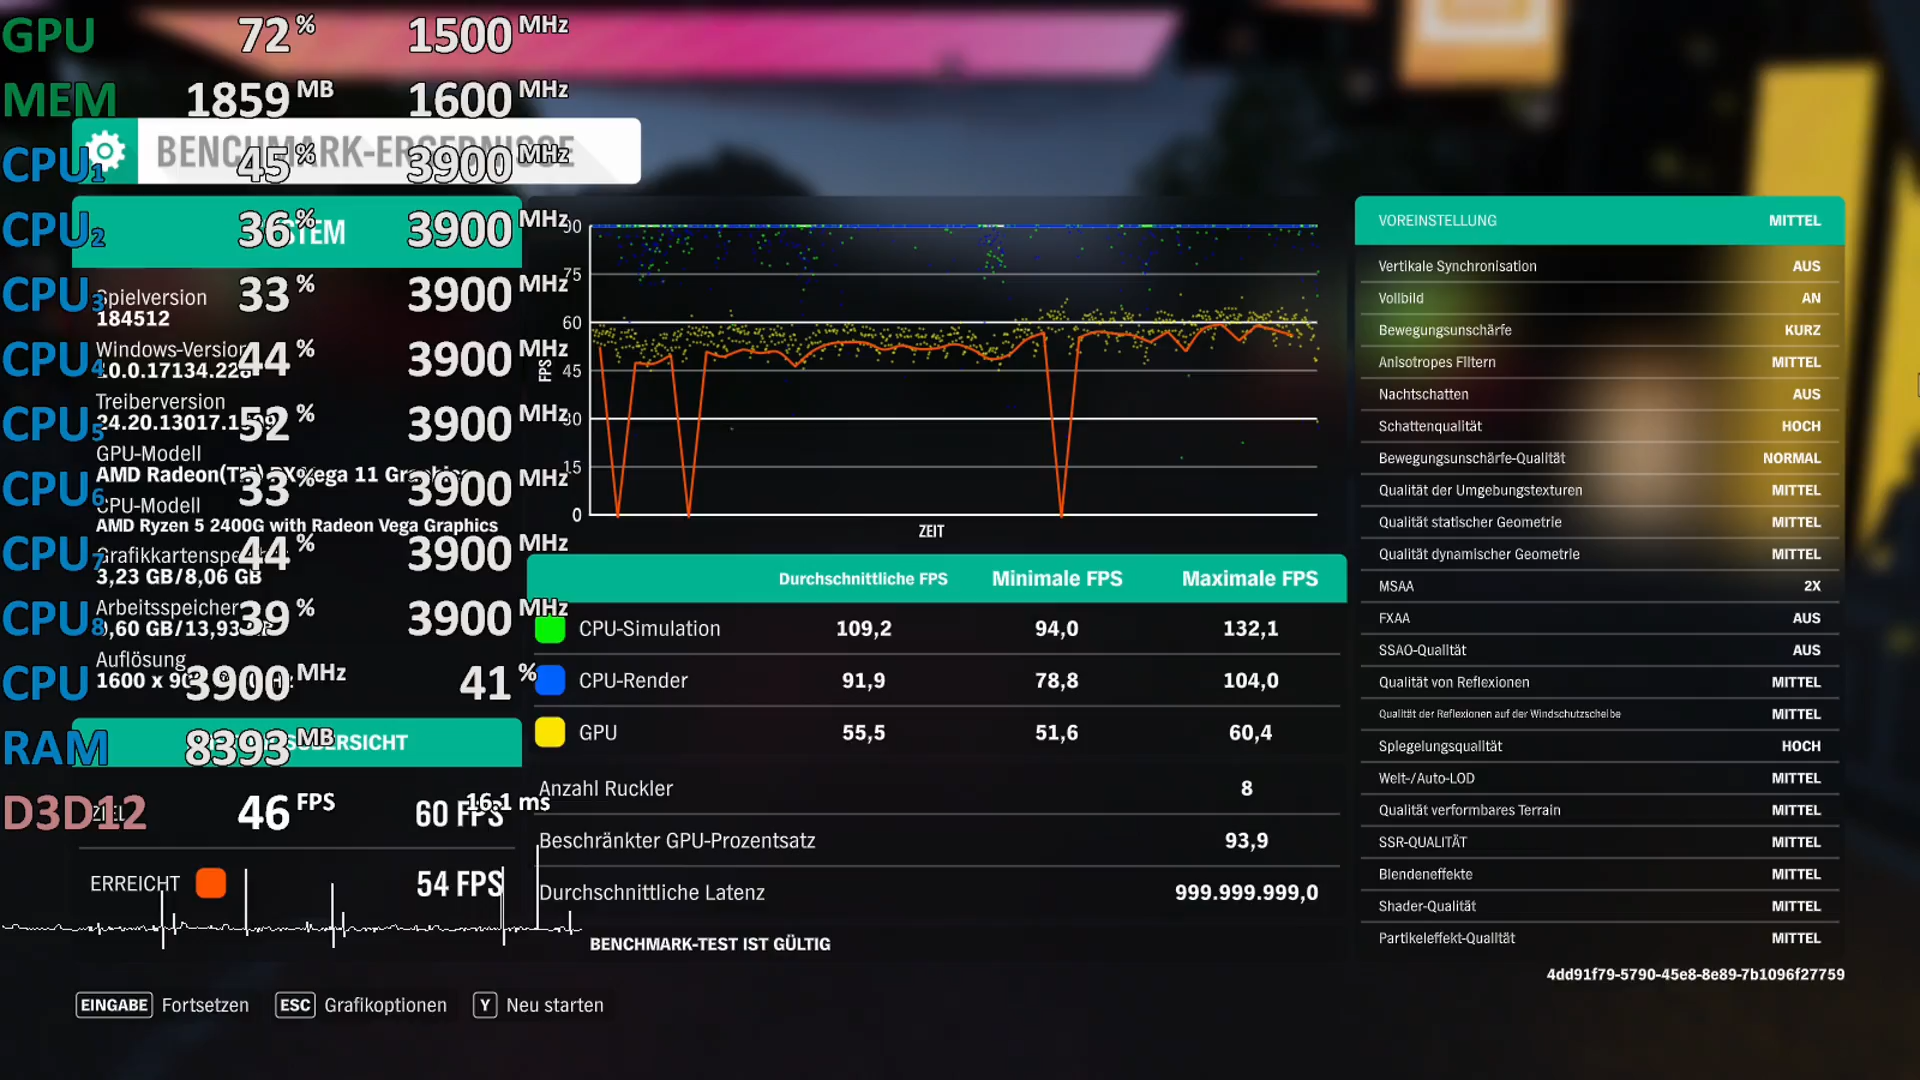 GPU 72 % 1500 MHz
MEM 1859 MB 1600 MHz
BENCHMARK-ERGEBNISSE
CPU1 45 % 3900 MHz
CPU2 36 % 3900 MHz
CPU3 33 % 3900 MHz
Spielversion
184512
CPU4 44 % 3900 MHz
Windows-Version
Treiberversion
CPU5 52 % 3900 MHz
GPU-Modell
CPU6 33 % 3900 MHz
CPU-Modell
AMD Ryzen 5 2400G with Radeon Vega Graphics
CPU7 44 % 3900 MHz
3,23 GB/8,06 GB
CPU8 39 % 3900 MHz
Arbeitsspeicher
Auflösung
CPU 3900 MHz 41 %
RAM 8393 MB
D3D12 46 FPS 16.1 ms
ZIEL 60 FPS
ERREICHT 54 FPS
90
75
60
45
30
15
0
FPS
ZEIT
Durchschnittliche FPS Minimale FPS Maximale FPS
CPU-Simulation 109,2 94,0 132,1
CPU-Render 91,9 78,8 104,0
GPU 55,5 51,6 60,4
Anzahl Ruckler 8
Beschränkter GPU-Prozentsatz 93,9
Durchschnittliche Latenz 999.999.999,0
BENCHMARK-TEST IST GÜLTIG
VOREINSTELLUNG MITTEL
Vertikale Synchronisation AUS
Vollbild AN
Bewegungsunschärfe KURZ
Anisotropes Filtern MITTEL
Nachtschatten AUS
Schattenqualität HOCH
Bewegungsunschärfe-Qualität NORMAL
Qualität der Umgebungstexturen MITTEL
Qualität statischer Geometrie MITTEL
Qualität dynamischer Geometrie MITTEL
MSAA 2X
FXAA AUS
SSAO-Qualität AUS
Qualität von Reflexionen MITTEL
Qualität der Reflexionen auf der Windschutzscheibe MITTEL
Spiegelungsqualität HOCH
Welt-/Auto-LOD MITTEL
Qualität verformbares Terrain MITTEL
SSR-QUALITÄT MITTEL
Blendeneffekte MITTEL
Shader-Qualität MITTEL
Partikeleffekt-Qualität MITTEL
4dd91f79-5790-45e8-8e89-7b1096f27759
EINGABE Fortsetzen ESC Grafikoptionen Y Neu starten